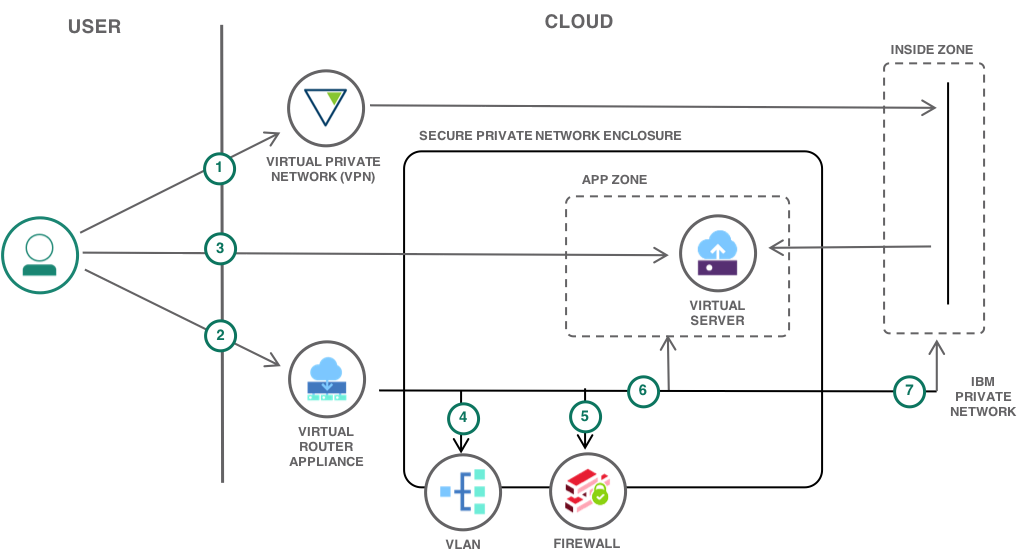 USER
CLOUD
INSIDE ZONE
SECURE PRIVATE NETWORK ENCLOSURE
1
VIRTUAL PRIVATE
NETWORK (VPN)
APP ZONE
3
VIRTUAL
SERVER
2
6
7
IBM
PRIVATE
NETWORK
4
5
VIRTUAL
ROUTER
APPLIANCE
VLAN
FIREWALL